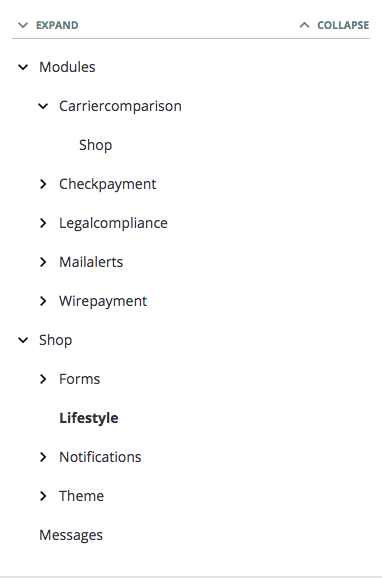 EXPAND COLLAPSE
Modules
Carriercomparison
Shop
Checkpayment
Legalcompliance
Mailalerts
Wirepayment
Shop
Forms
Lifestyle
Notifications
Theme
Messages